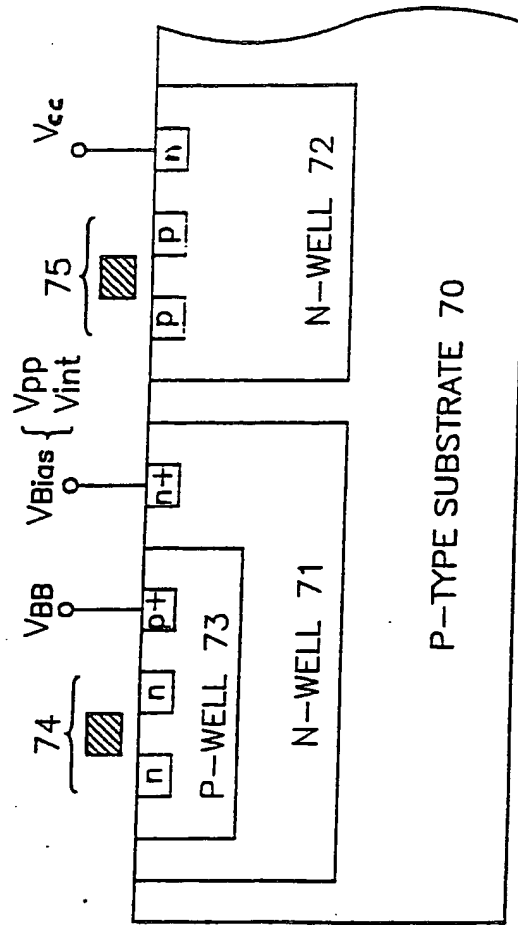 74
VBB
VBias { Vpp
Vint
75
Vcc
n
n
p+
n+
p
p
n
P-WELL 73
N-WELL 71
N-WELL 72
P-TYPE SUBSTRATE 70